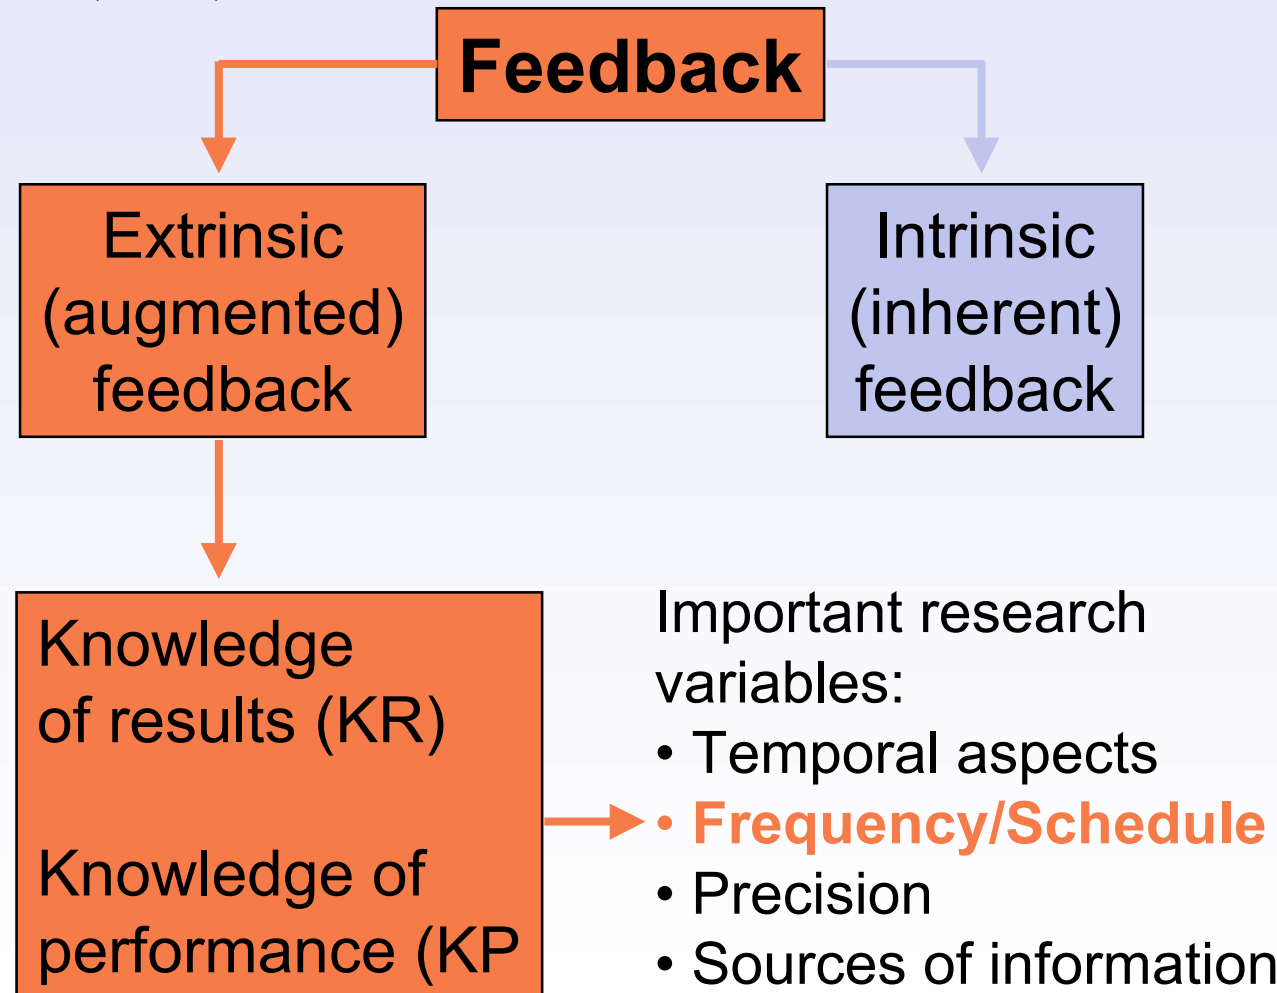 Feedback
Extrinsic
(augmented)
feedback
Intrinsic
(inherent)
feedback
Knowledge
of results (KR)
Knowledge of
performance (KP
Important research
variables:
• Temporal aspects
• Frequency/Schedule
• Precision
• Sources of information